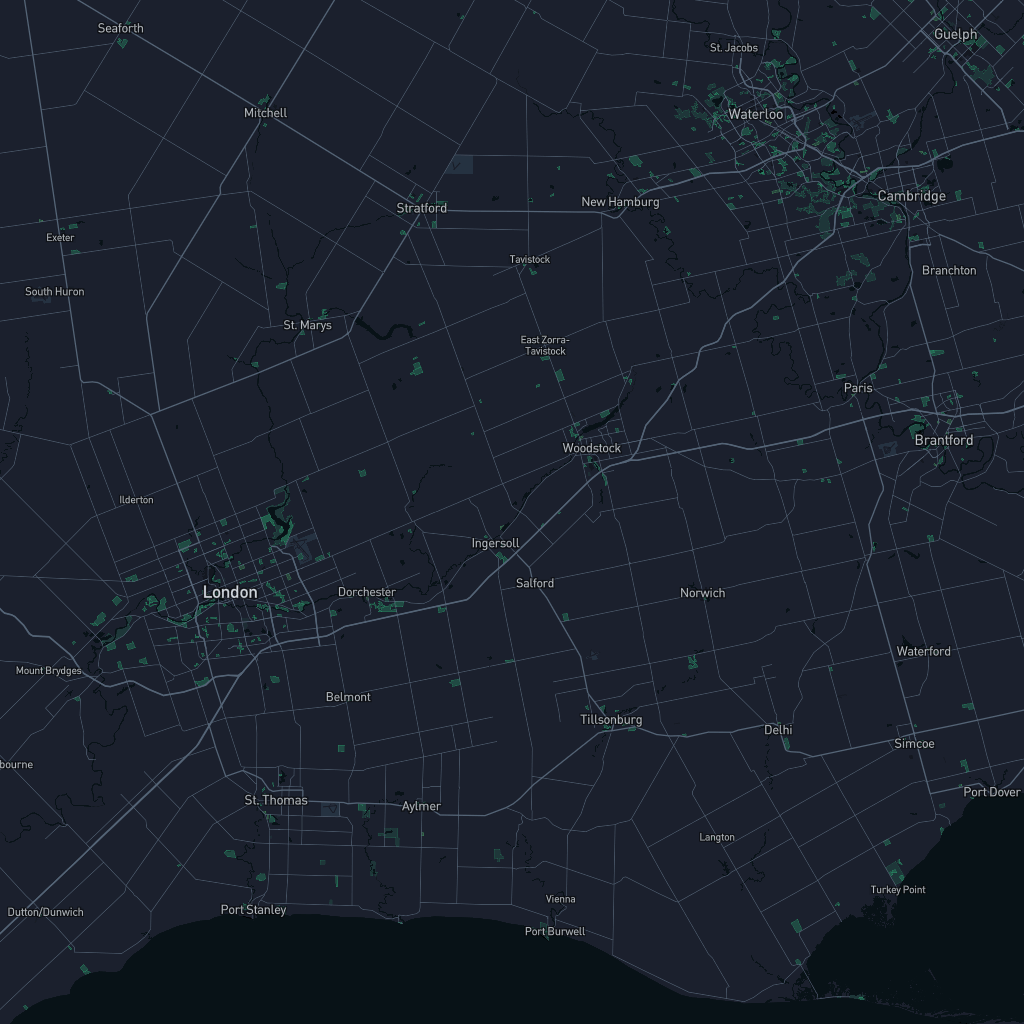 Seaforth
Guelph
St. Jacobs
Mitchell
Waterloo
Stratford
New Hamburg
Cambridge
Exeter
Tavistock
Branchton
South Huron
St. Marys
East Zorra-
Tavistock
Paris
Woodstock
Brantford
Ilderton
Ingersoll
London
Dorchester
Salford
Norwich
Mount Brydges
Waterford
Belmont
Tillsonburg
Delhi
Simcoe
bourne
St. Thomas
Aylmer
Port Dover
Langton
Turkey Point
Vienna
Dutton/Dunwich
Port Stanley
Port Burwell